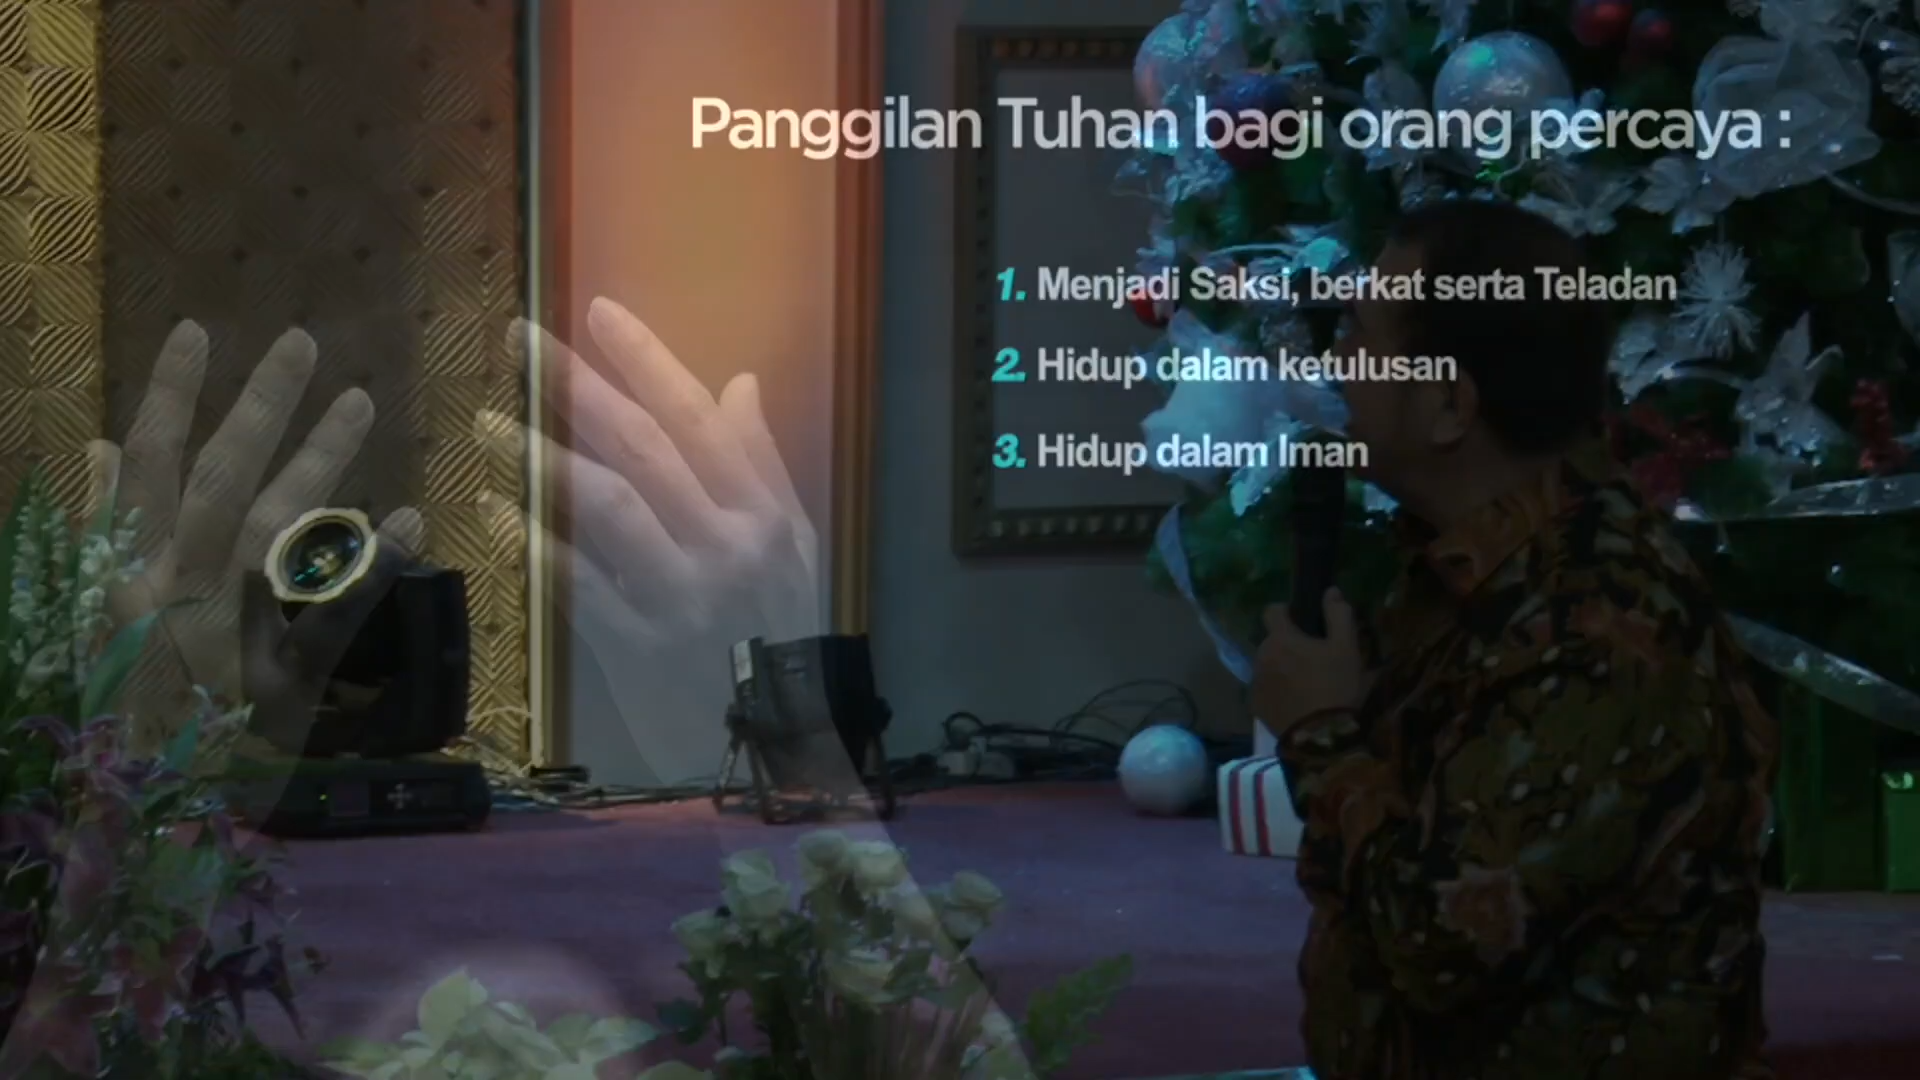 Panggilan Tuhan bagi orang percaya :
1. Menjadi Saksi, berkat serta Teladan
2. Hidup dalam ketulusan
3. Hidup dalam Iman